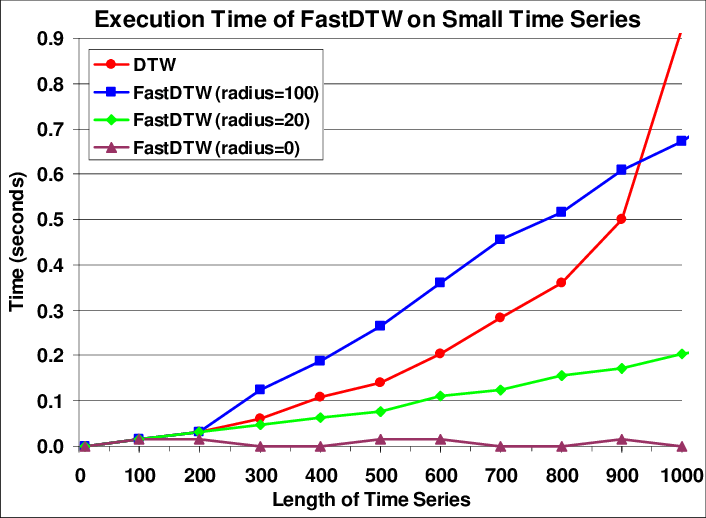 Execution Time of FastDTW on Small Time Series
0.9
0.8
0.7
0.6
0.5
0.4
0.3
0.2
0.1
0.0
Time (seconds)
DTW
FastDTW (radius=100)
FastDTW (radius=20)
FastDTW (radius=0)
0 100 200 300 400 500 600 700 800 900 1000
Length of Time Series